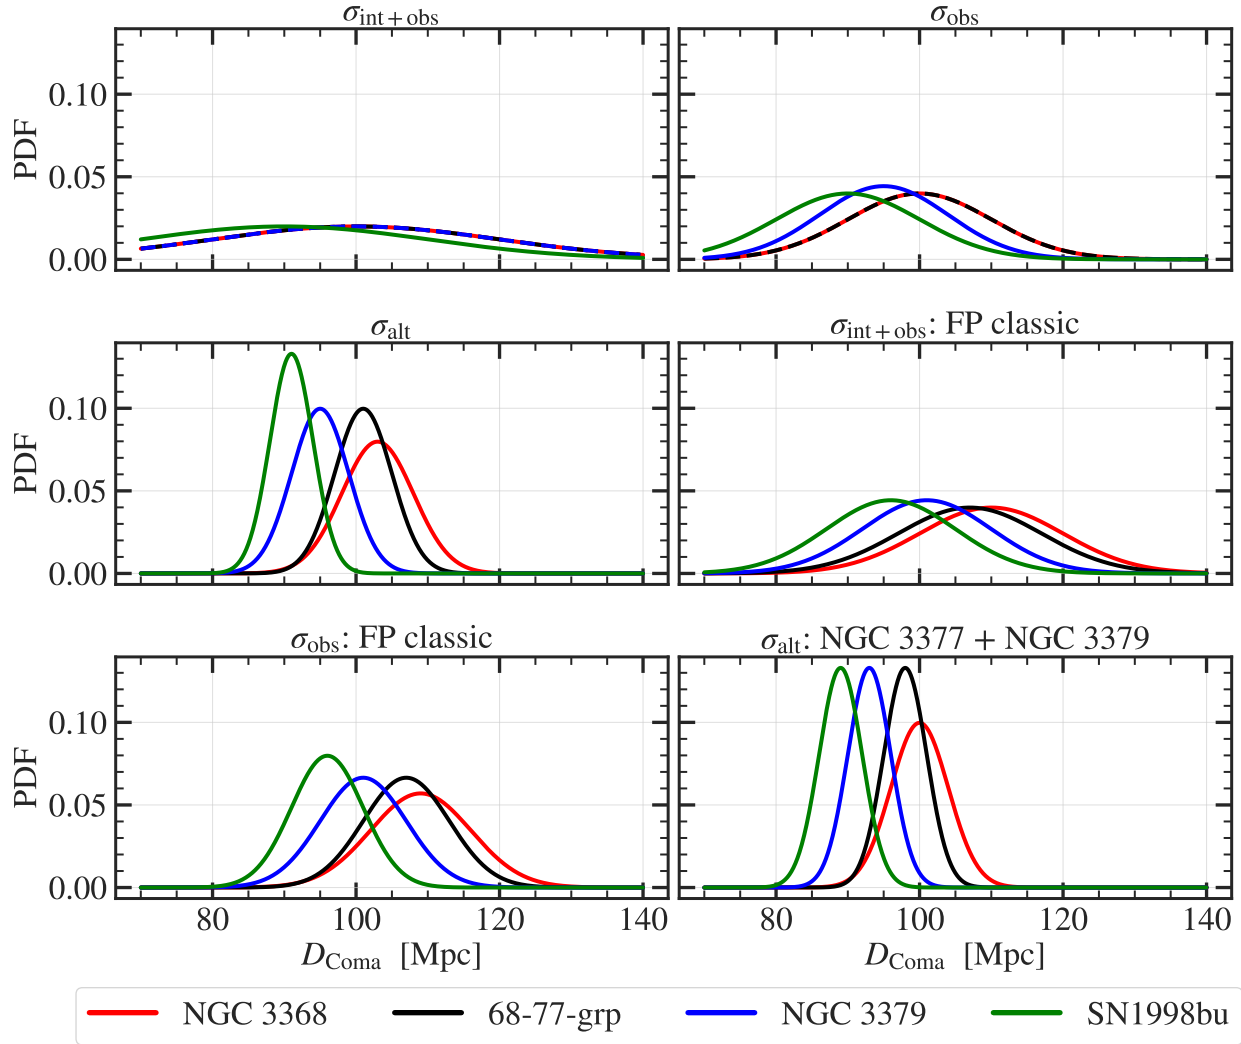 σint+obs
σobs
PDF
0.10
0.05
0.00
σalt
σint+obs: FP classic
PDF
0.10
0.05
0.00
σobs: FP classic
σalt: NGC 3377 + NGC 3379
PDF
0.10
0.05
0.00
80 100 120 140
80 100 120 140
DComa [Mpc]
DComa [Mpc]
NGC 3368 68-77-grp NGC 3379 SN1998bu